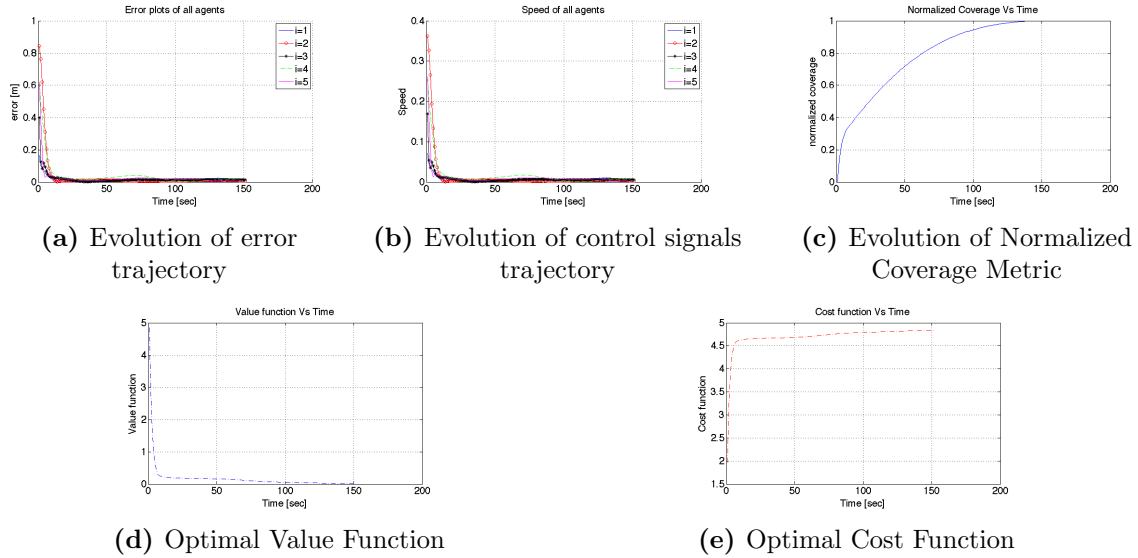 Error plots of all agents
1
0.8
0.6
0.4
0.2
0
error [m]
i=1
i=2
i=3
i=4
i=5
0 50 100 150 200
Time [sec]
(a) Evolution of error
trajectory
Speed of all agents
0.4
0.3
0.2
0.1
0
Speed
i=1
i=2
i=3
i=4
i=5
0 50 100 150 200
Time [sec]
(b) Evolution of control signals
trajectory
Normalized Coverage Vs Time
1
0.8
0.6
0.4
0.2
0
normalized coverage
0 50 100 150 200
Time [sec]
(c) Evolution of Normalized
Coverage Metric
Value function Vs Time
5
4
3
2
1
0
Value function
0 50 100 150 200
Time [sec]
(d) Optimal Value Function
Cost function Vs Time
5
4.5
4
3.5
3
2.5
2
1.5
Cost function
0 50 100 150 200
Time [sec]
(e) Optimal Cost Function